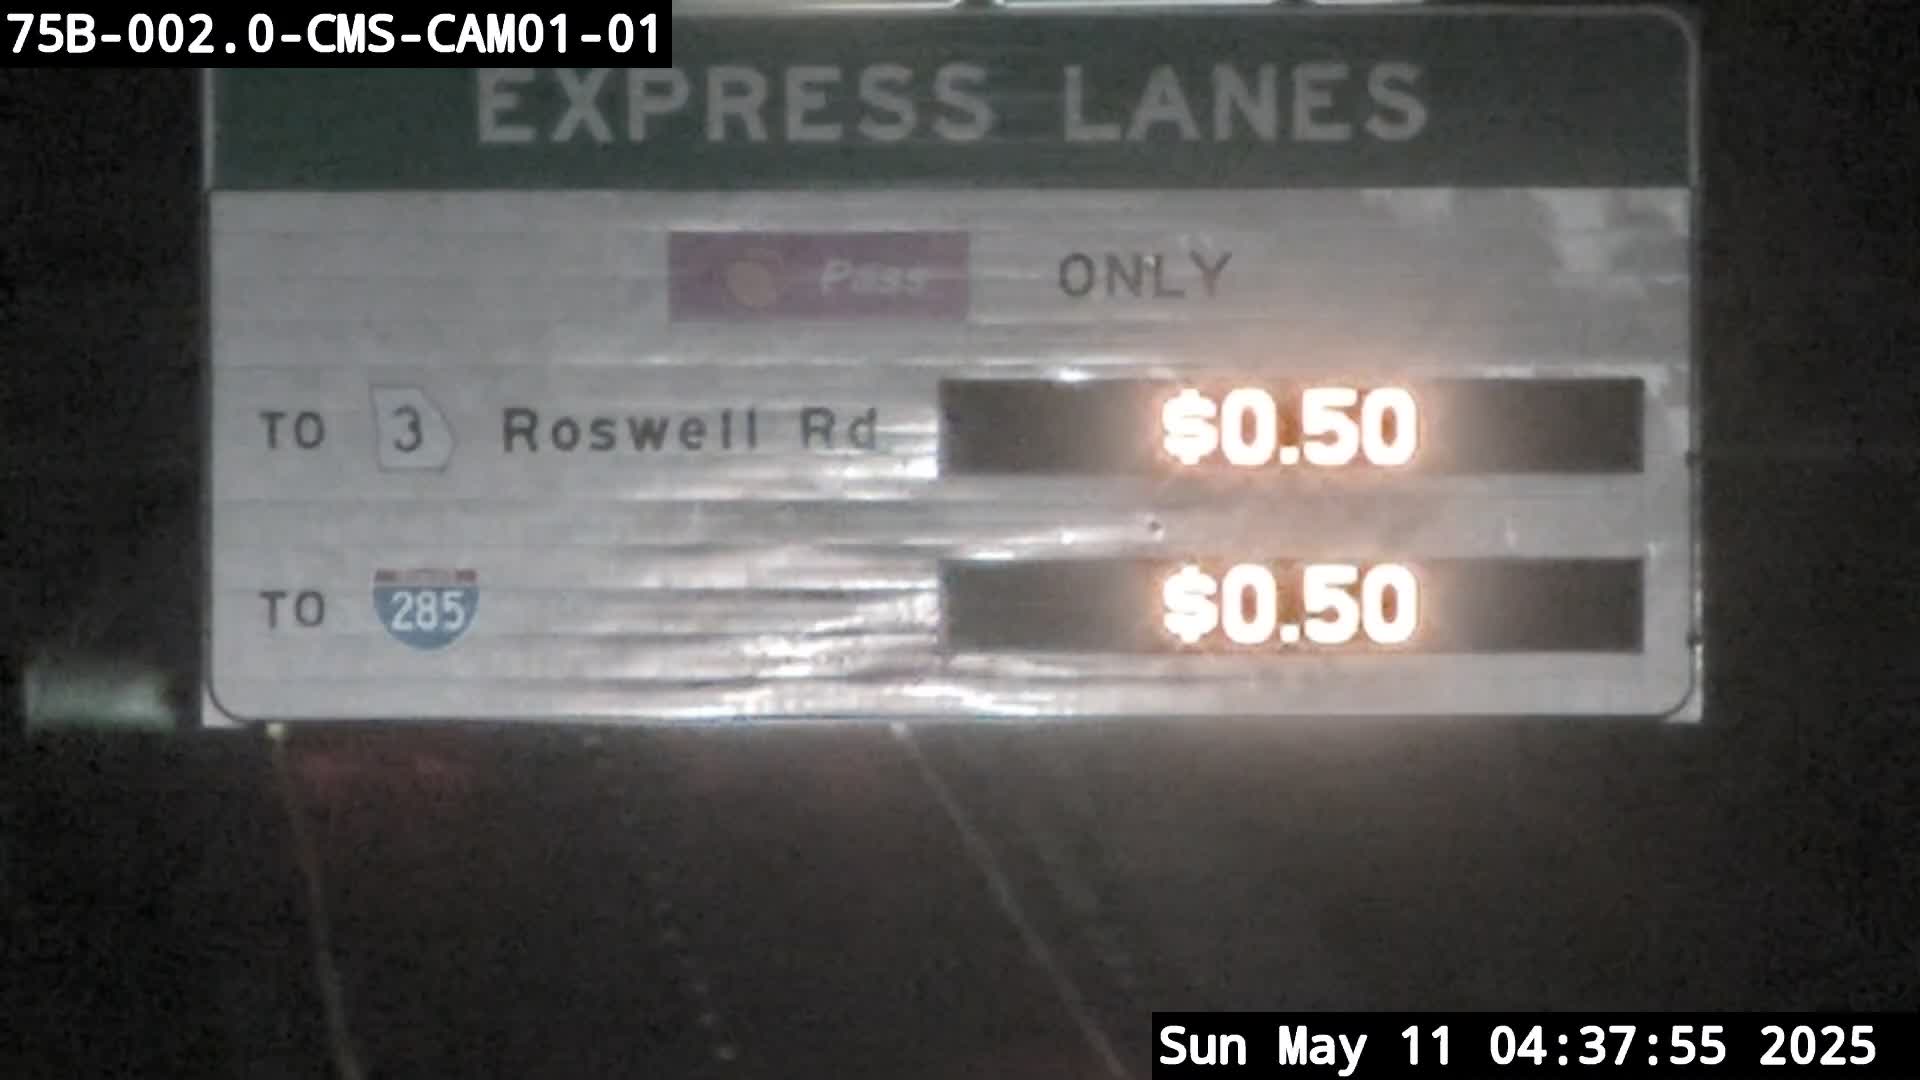 75B-002.0-CMS-CAM01-01
EXPRESS LANES
Pass ONLY
TO 3 Roswell Rd $0.50
TO 285 $0.50
Sun May 11 04:37:55 2025